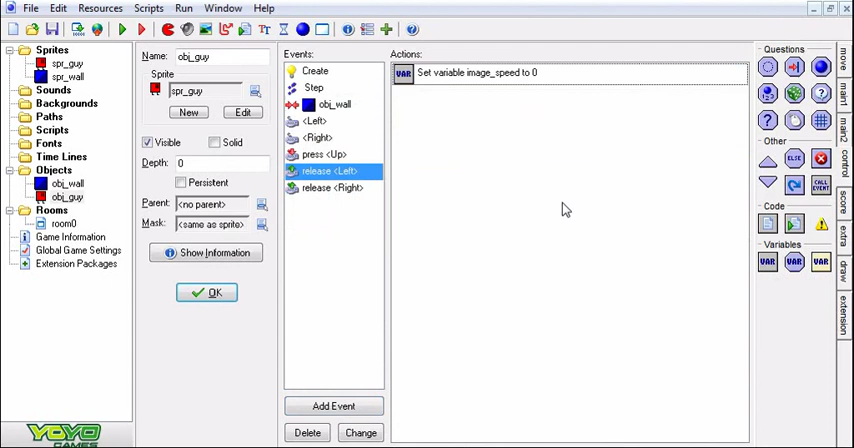 File Edit Resources Scripts Run Window Help
Sprites
spr_guy
spr_wall
Sounds
Backgrounds
Paths
Scripts
Fonts
Time Lines
Objects
obj_wall
obj_guy
Rooms
room0
Game Information
Global Game Settings
Extension Packages
YOYO
GAMES
Name: obj_guy
Sprite
spr_guy
New Edit
Visible Solid
Depth: 0
Persistent
Parent: <no parent>
Mask: <same as sprite>
Show Information
OK
Events:
Create
Step
obj_wall
<Left>
<Right>
press <Up>
release <Left>
release <Right>
Add Event
Delete Change
Actions:
VAR Set variable image_speed to 0
Questions
Other
ELSE
CALL EVENT
Code
Variables
VAR VAR VAR
move
main1
main2
control
score
extra
draw
extension